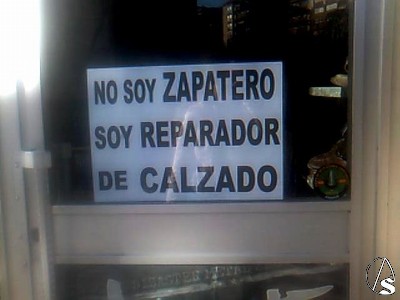 NO SOY ZAPATERO
SOY REPARADOR
DE CALZADO